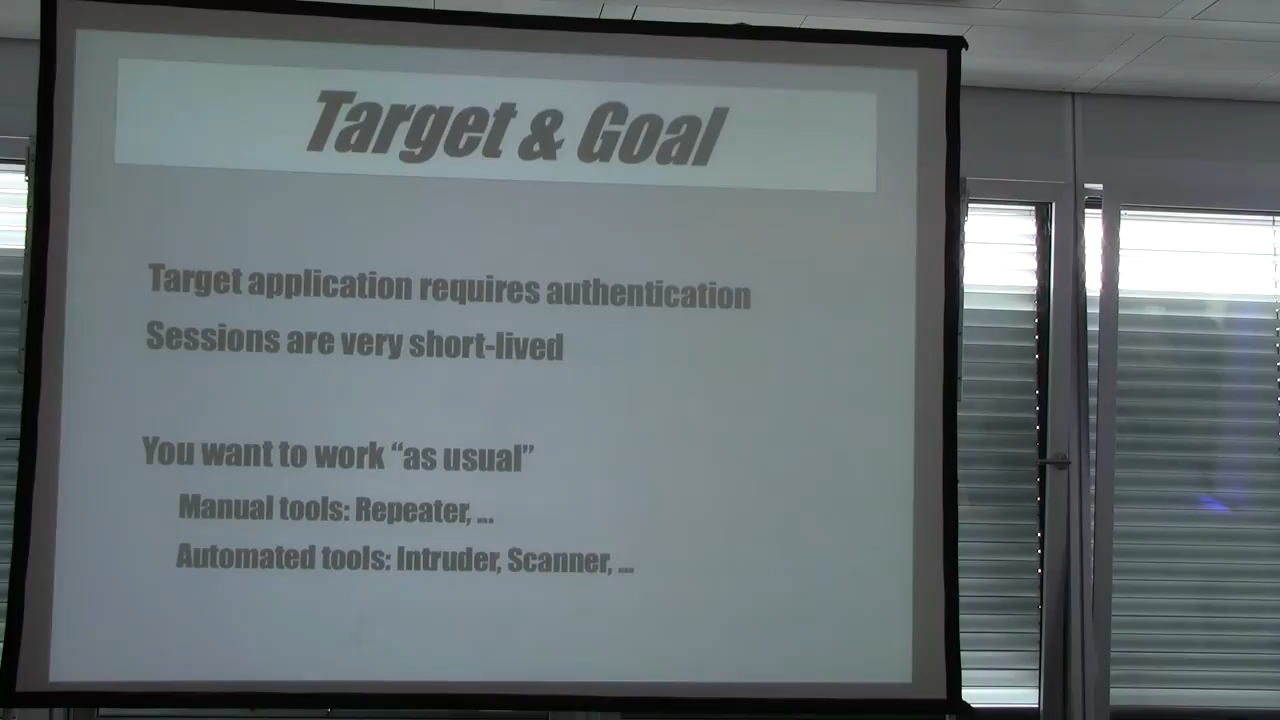 Target & Goal
Target application requires authentication
Sessions are very short-lived
You want to work “as usual”
Manual tools: Repeater, ...
Automated tools: Intruder, Scanner, ...